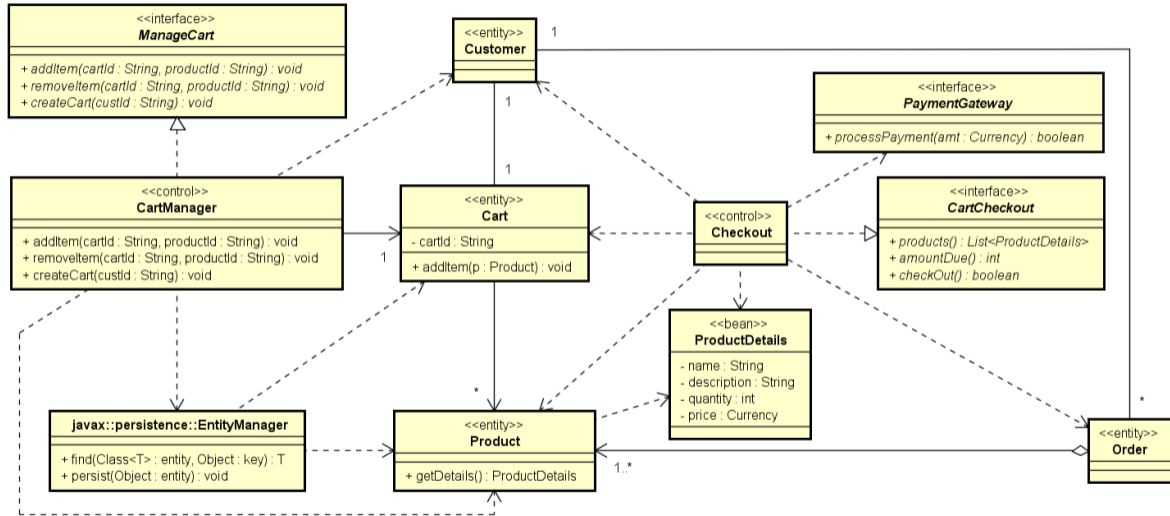 <<interface>>
ManageCart
+ addItem(cartId : String, productId : String) : void
+ removeItem(cartId : String, productId : String) : void
+ createCart(custId : String) : void
<<entity>>
Customer
1
1
<<interface>>
PaymentGateway
+ processPayment(amt : Currency) : boolean
<<control>>
CartManager
+ addItem(cartId : String, productId : String) : void
+ removeItem(cartId : String, productId : String) : void
+ createCart(custId : String) : void
1
1
<<entity>>
Cart
- cartId : String
+ addItem(p : Product) : void
<<control>>
Checkout
<<interface>>
CartCheckout
+ products() : List<ProductDetails>
+ amountDue() : int
+ checkOut() : boolean
<<bean>>
ProductDetails
- name : String
- description : String
- quantity : int
- price : Currency
*
*
javax::persistence::EntityManager
+ find(Class<T> : entity, Object : key) : T
+ persist(Object : entity) : void
<<entity>>
Product
+ getDetails() : ProductDetails
1..*
<<entity>>
Order